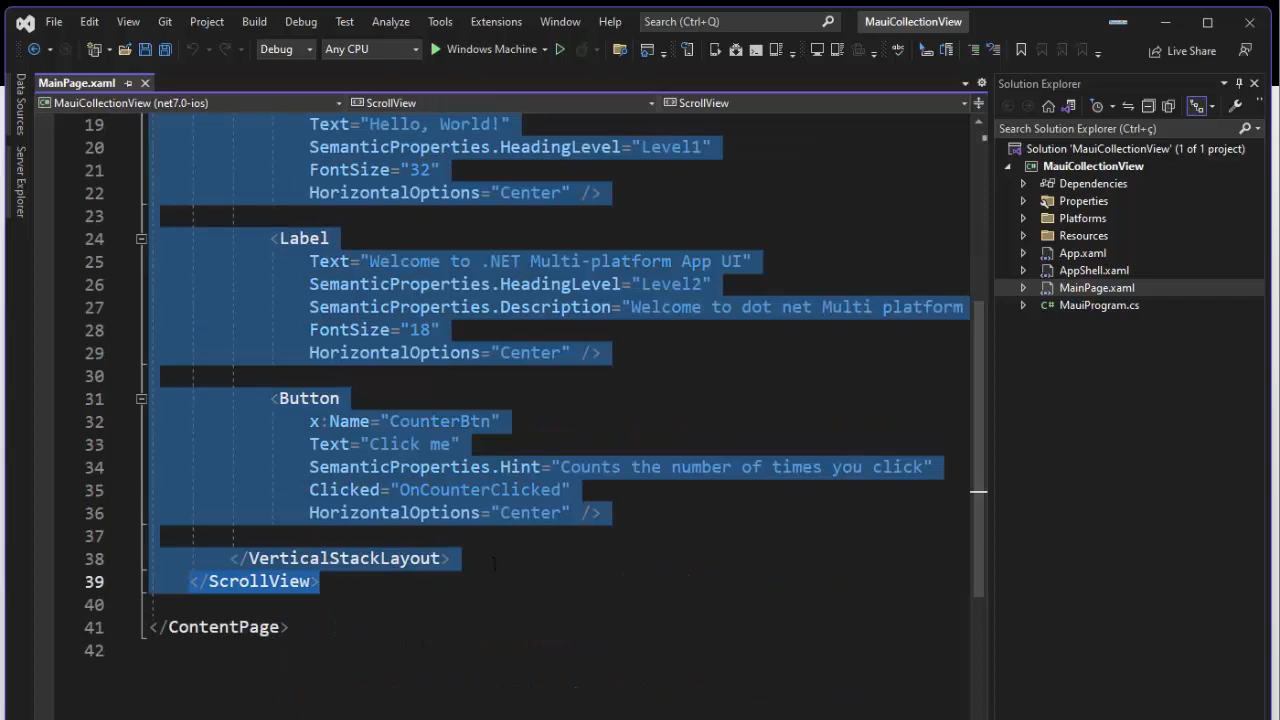 File Edit View Git Project Build Debug Test Analyze Tools Extensions Window Help Search (Ctrl+Q) MauiCollectionView
Debug Any CPU Windows Machine Live Share
Data Sources
Server Explorer
MainPage.xaml
MauiCollectionView (net7.0-ios) ScrollView ScrollView
19 Text="Hello, World!"
20 SemanticProperties.HeadingLevel="Level1"
21 FontSize="32"
22 HorizontalOptions="Center" />
23
24 <Label
25 Text="Welcome to .NET Multi-platform App UI"
26 SemanticProperties.HeadingLevel="Level2"
27 SemanticProperties.Description="Welcome to dot net Multi platform
28 FontSize="18"
29 HorizontalOptions="Center" />
30
31 <Button
32 x:Name="CounterBtn"
33 Text="Click me"
34 SemanticProperties.Hint="Counts the number of times you click"
35 Clicked="OnCounterClicked"
36 HorizontalOptions="Center" />
37
38 </VerticalStackLayout>
39 </ScrollView>
40
41 </ContentPage>
42
Solution Explorer
Search Solution Explorer (Ctrl+ç)
Solution 'MauiCollectionView' (1 of 1 project)
MauiCollectionView
Dependencies
Properties
Platforms
Resources
App.xaml
AppShell.xaml
MainPage.xaml
MauiProgram.cs